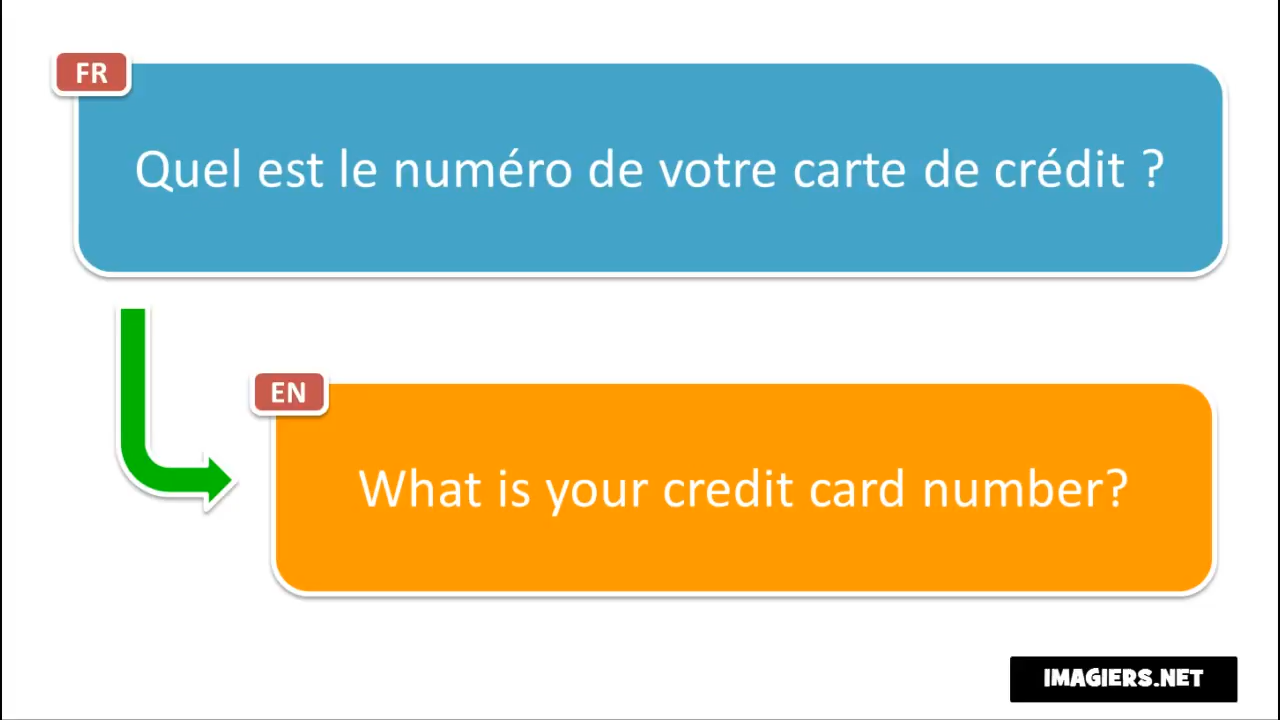 FR
Quel est le numéro de votre carte de crédit ?
EN
What is your credit card number?
IMAGIERS.NET